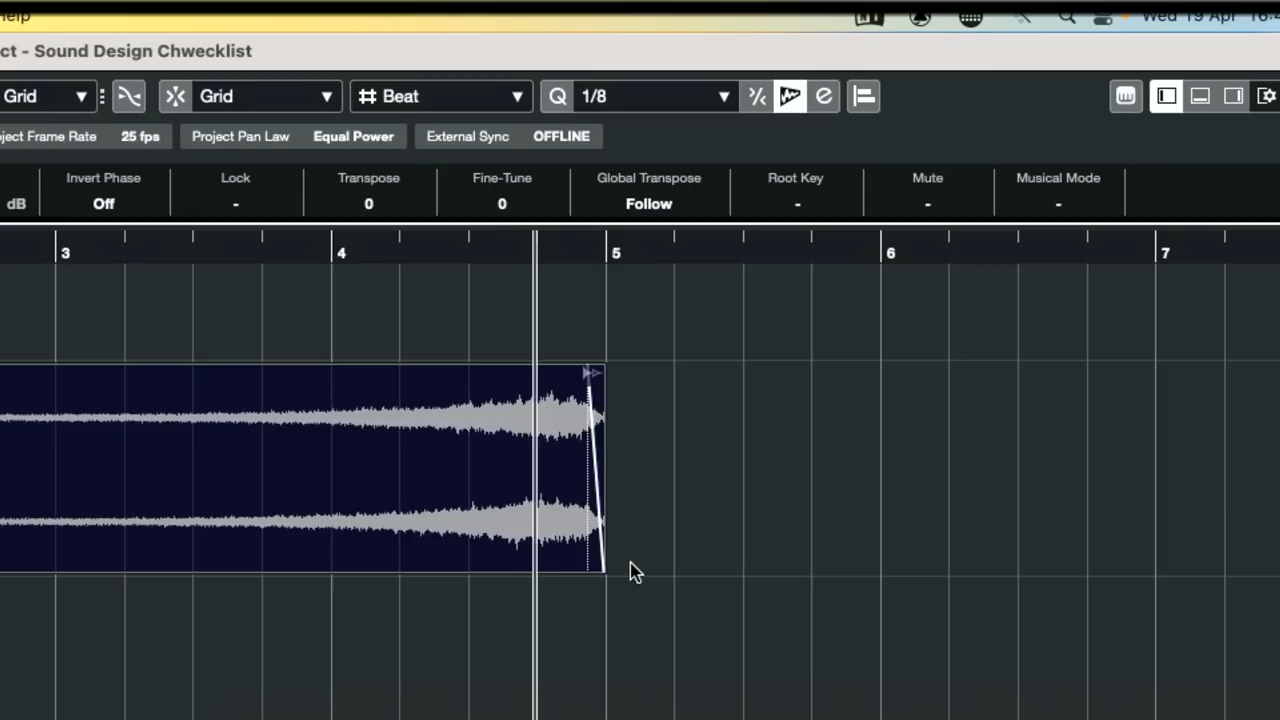 Help Wed 19 Apr
ct - Sound Design Chwecklist
Grid Grid Beat Q 1/8
ject Frame Rate 25 fps Project Pan Law Equal Power External Sync OFFLINE
Invert Phase Lock Transpose Fine-Tune Global Transpose Root Key Mute Musical Mode
dB Off - 0 0 Follow - - -
3 4 5 6 7